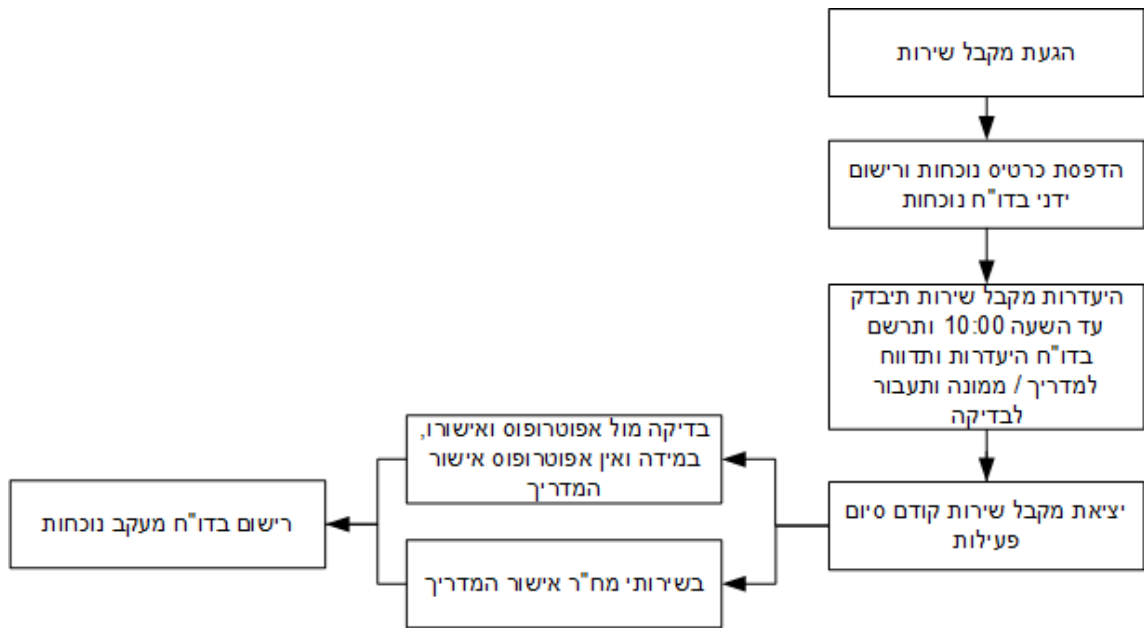 הגעת מקבל שירות
הדפסת כרטיס נוכחות ורישום
ידני בדו"ח נוכחות
היעדרות מקבל שירות תיבדק
עד השעה 10:00 ותרשם
בדו"ח היעדרות ותדווח
למדריך / ממונה ותעבור
לבדיקה
יציאת מקבל שירות קודם סיום
פעילות
בדיקה מול אפוטרופוס ואישורו,
במידה ואין אפוטרופוס אישור
המדריך
בשירותי מח"ר אישור המדריך
רישום בדו"ח מעקב נוכחות